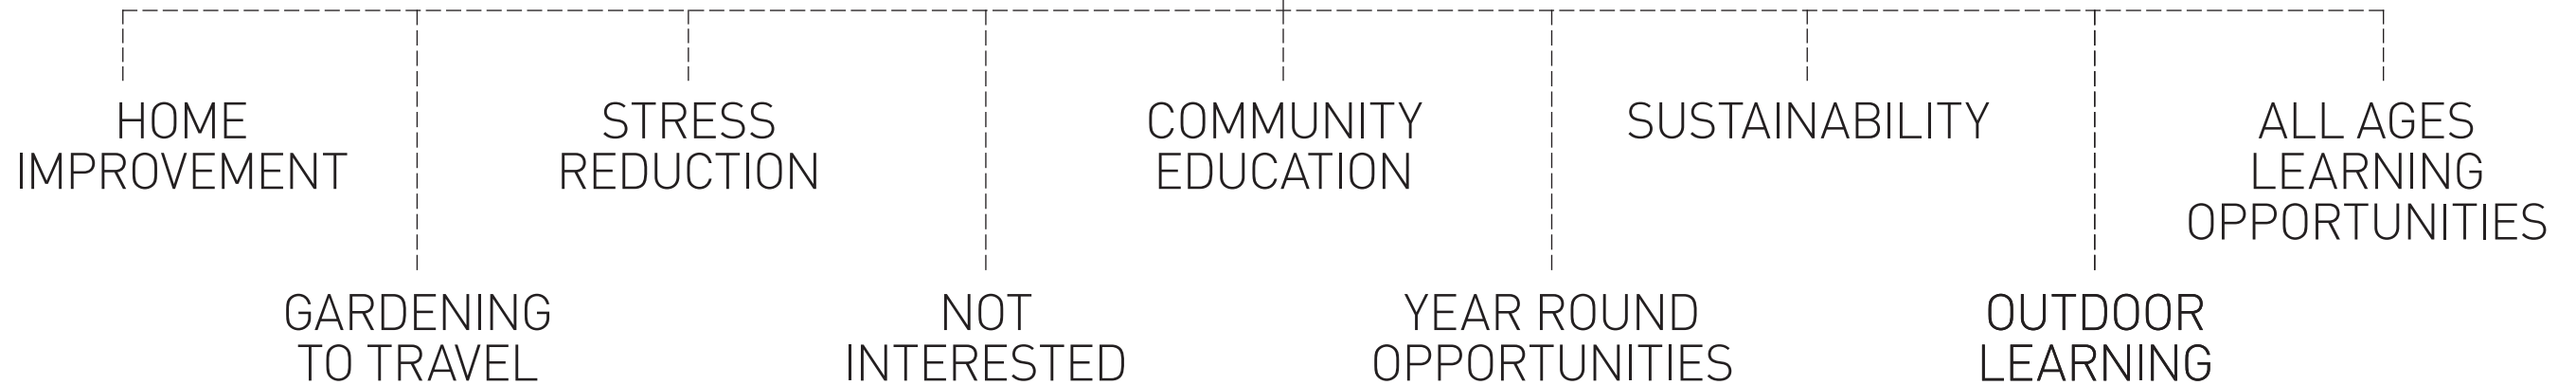 HOME
IMPROVEMENT
GARDENING
TO TRAVEL
STRESS
REDUCTION
NOT
INTERESTED
COMMUNITY
EDUCATION
YEAR ROUND
OPPORTUNITIES
SUSTAINABILITY
OUTDOOR
LEARNING
ALL AGES
LEARNING
OPPORTUNITIES